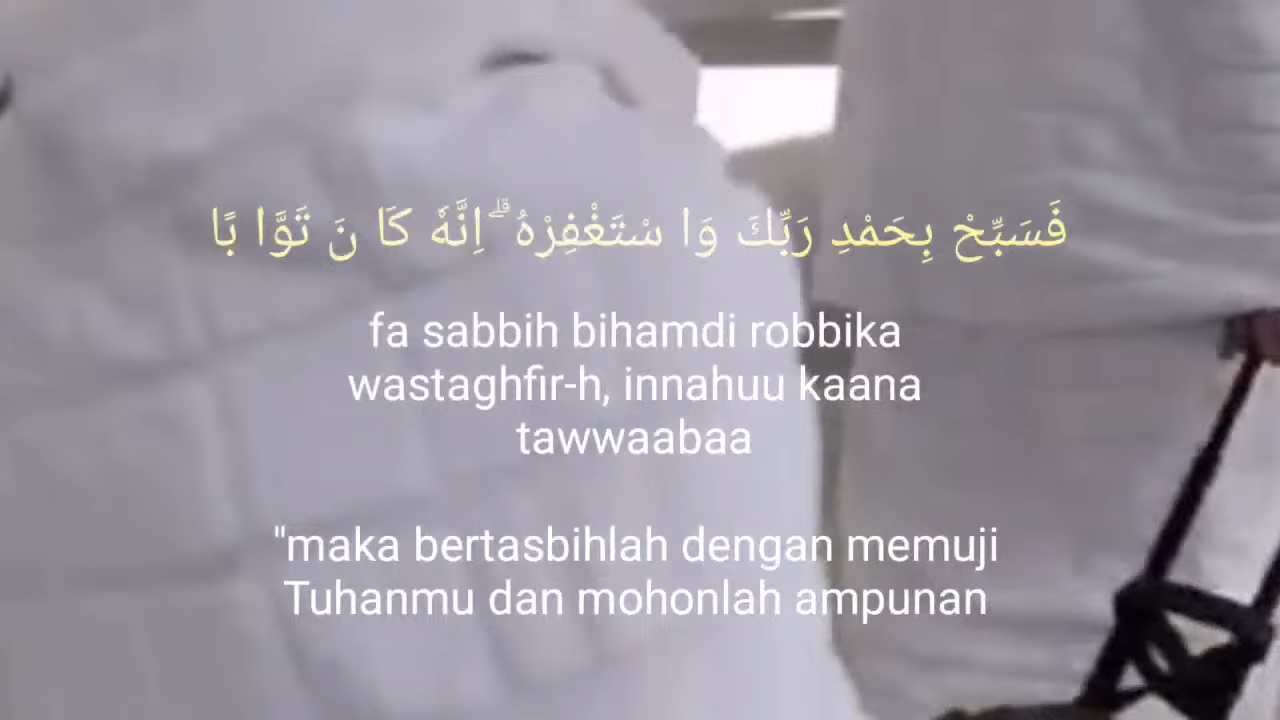 فَسَبِّحْ بِحَمْدِ رَبِّكَ وَا سْتَغْفِرْهُ ۗ اِنَّهٗ كَا نَ تَوَّا بًا
fa sabbih bihamdi robbika
wastaghfir-h, innahuu kaana
tawwaabaa
"maka bertasbihlah dengan memuji
Tuhanmu dan mohonlah ampunan